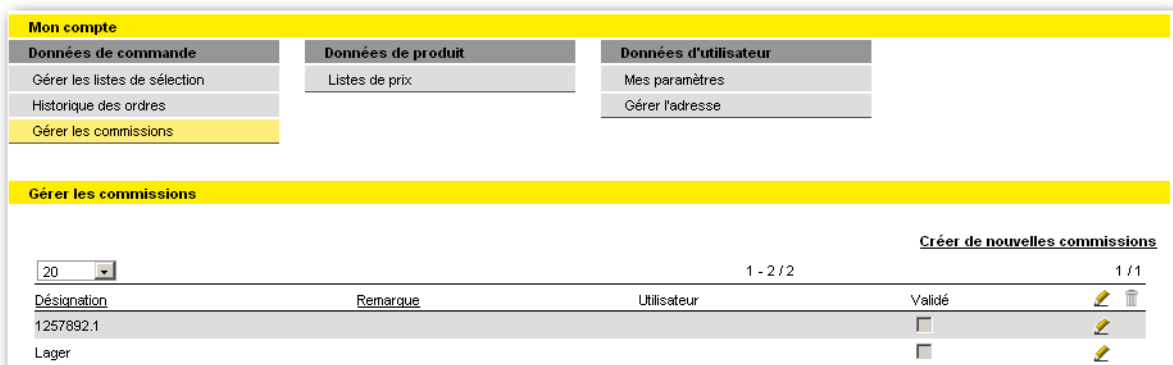 Mon compte
Données de commande Données de produit Données d'utilisateur
Gérer les listes de sélection Listes de prix Mes paramètres
Historique des ordres Gérer l'adresse
Gérer les commissions
Gérer les commissions
Créer de nouvelles commissions
20 1 - 2 / 2 1 / 1
Désignation Remarque Utilisateur Validé
1257892.1
Lager